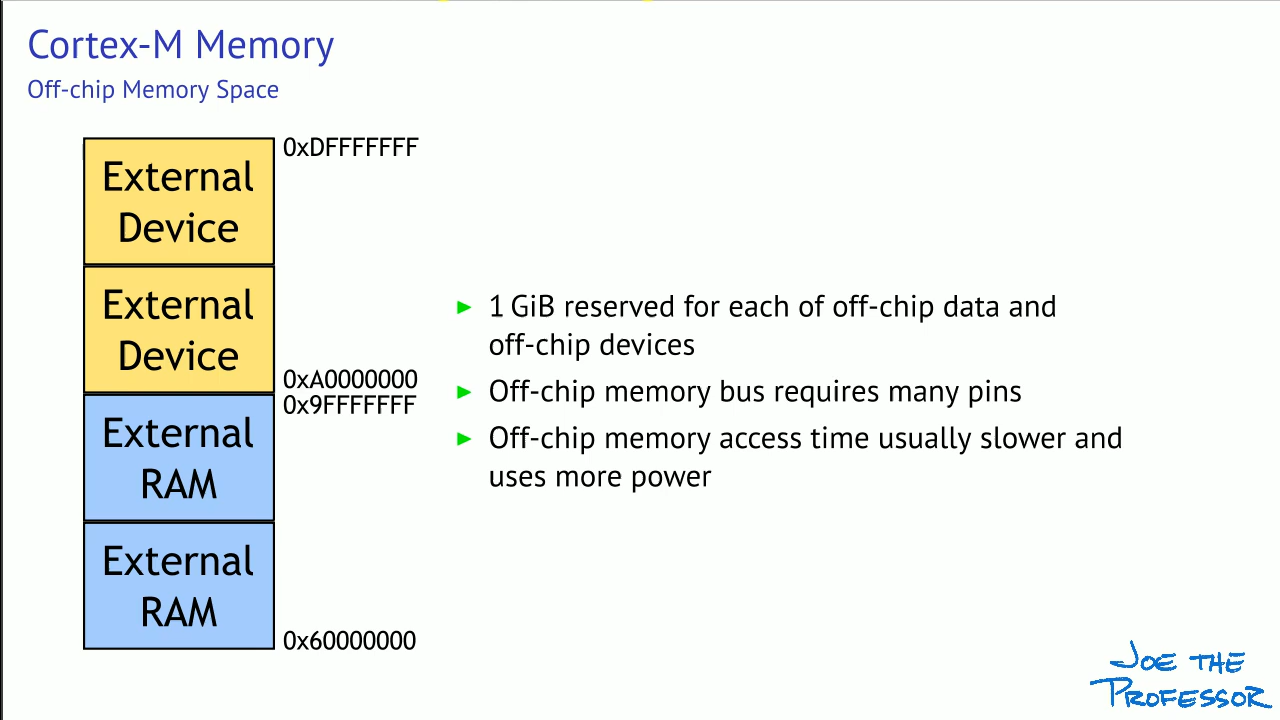 Cortex-M Memory
Off-chip Memory Space
External
Device
0xDFFFFFFF
External
Device
0xA0000000
0x9FFFFFFF
External
RAM
External
RAM
0x60000000
1 GiB reserved for each of off-chip data and
off-chip devices
Off-chip memory bus requires many pins
Off-chip memory access time usually slower and
uses more power
JOE THE
PROFESSOR